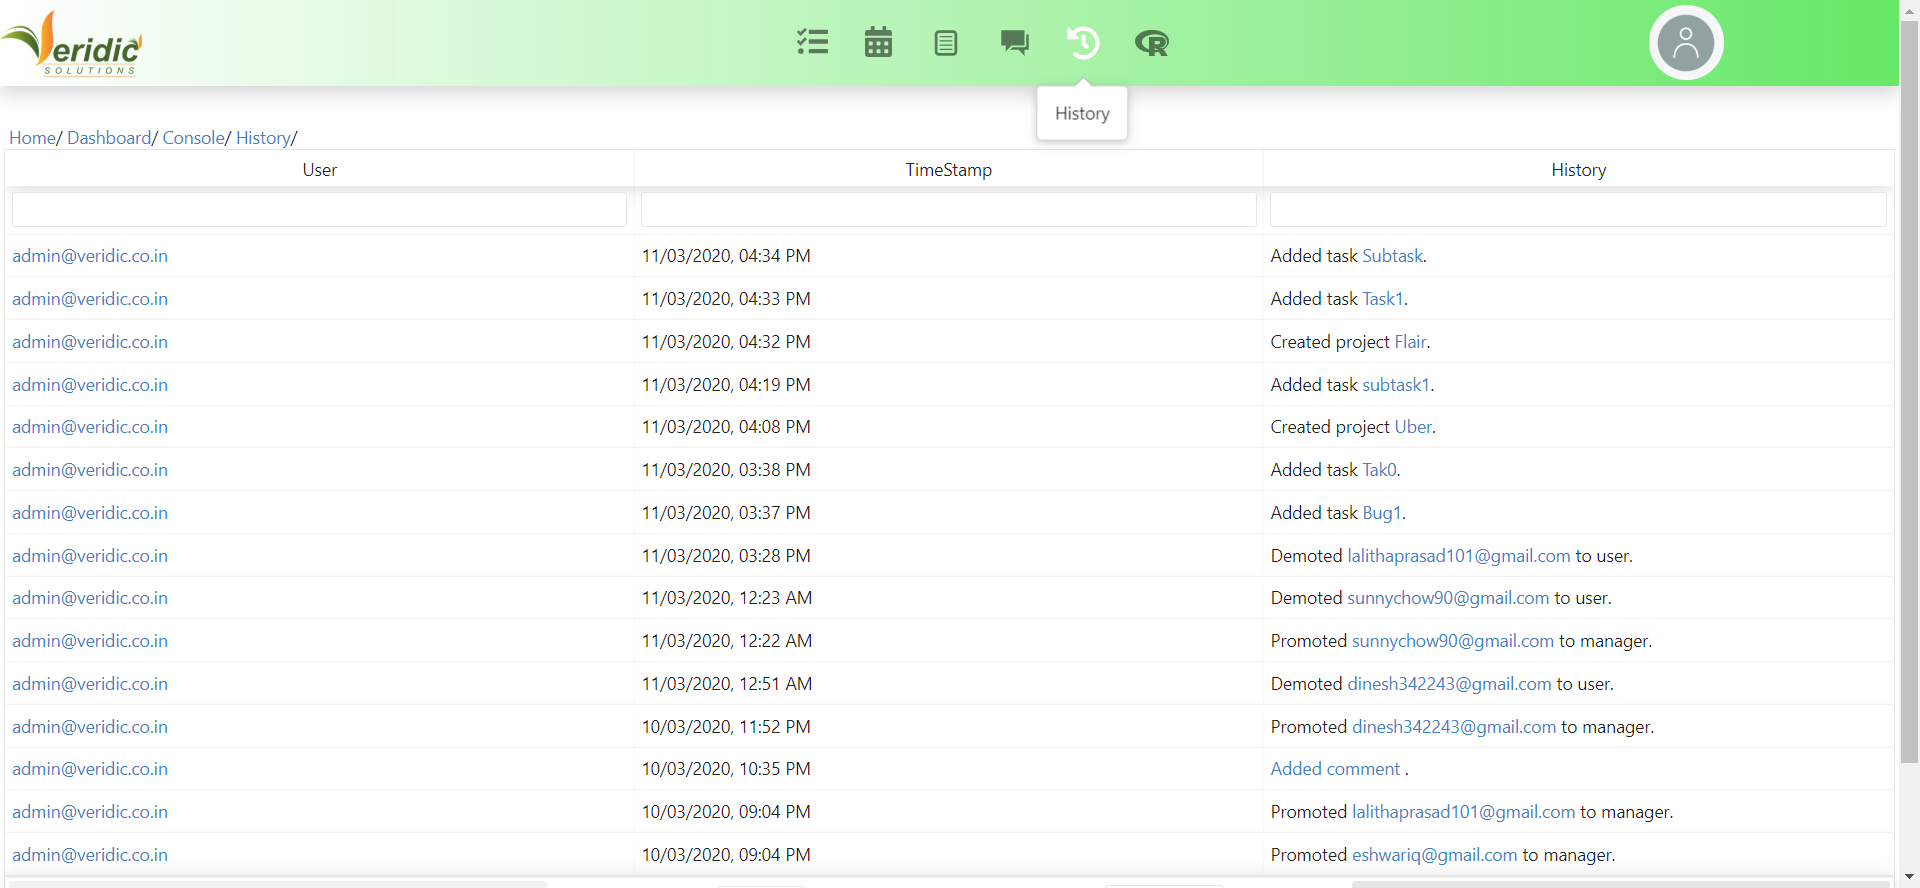 Veridic
SOLUTIONS
History
Home/ Dashboard/ Console/ History/
User TimeStamp History
admin@veridic.co.in 11/03/2020, 04:34 PM Added task Subtask.
admin@veridic.co.in 11/03/2020, 04:33 PM Added task Task1.
admin@veridic.co.in 11/03/2020, 04:32 PM Created project Flair.
admin@veridic.co.in 11/03/2020, 04:19 PM Added task subtask1.
admin@veridic.co.in 11/03/2020, 04:08 PM Created project Uber.
admin@veridic.co.in 11/03/2020, 03:38 PM Added task Tak0.
admin@veridic.co.in 11/03/2020, 03:37 PM Added task Bug1.
admin@veridic.co.in 11/03/2020, 03:28 PM Demoted lalithaprasad101@gmail.com to user.
admin@veridic.co.in 11/03/2020, 12:23 AM Demoted sunnychow90@gmail.com to user.
admin@veridic.co.in 11/03/2020, 12:22 AM Promoted sunnychow90@gmail.com to manager.
admin@veridic.co.in 11/03/2020, 12:51 AM Demoted dinesh342243@gmail.com to user.
admin@veridic.co.in 10/03/2020, 11:52 PM Promoted dinesh342243@gmail.com to manager.
admin@veridic.co.in 10/03/2020, 10:35 PM Added comment .
admin@veridic.co.in 10/03/2020, 09:04 PM Promoted lalithaprasad101@gmail.com to manager.
admin@veridic.co.in 10/03/2020, 09:04 PM Promoted eshwariq@gmail.com to manager.